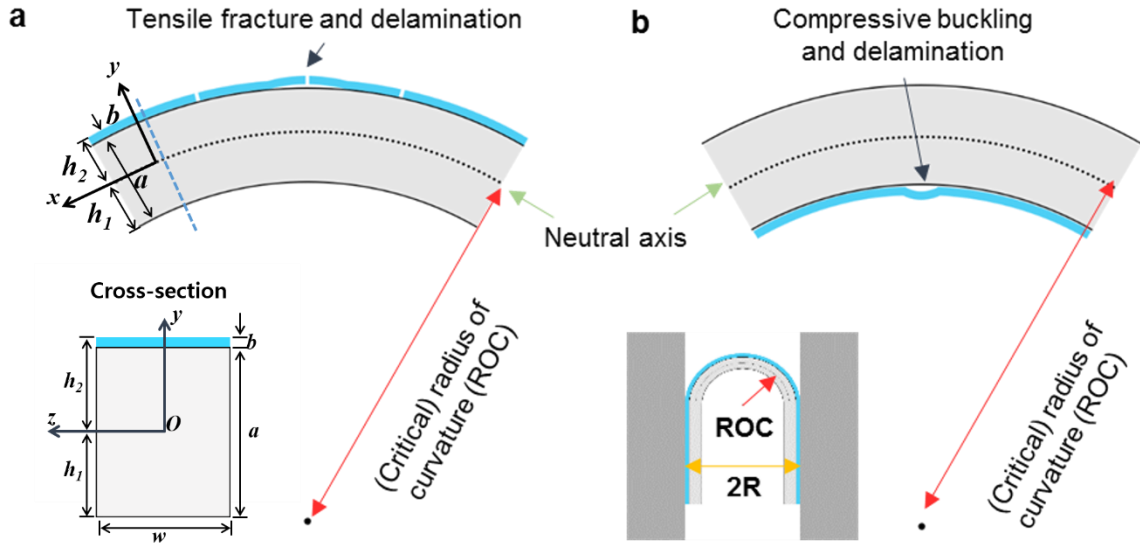 a
Tensile fracture and delamination
y
b
h₂
a
x
h₁
Cross-section
y
b
h₂
z
O
a
h₁
w
(Critical) radius of
curvature (ROC)
Neutral axis
b
Compressive buckling
and delamination
ROC
2R
(Critical) radius of
curvature (ROC)